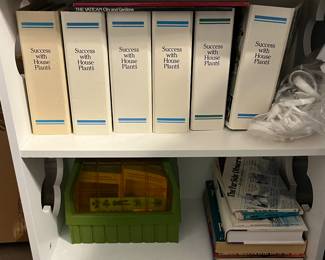 THE VATICAN City and Gardens
Success
with
House
Plants
Success
with
House
Plants
Success
with
House
Plants
Success
with
House
Plants
Success
with
House
Plants
Success
with
House
Plants